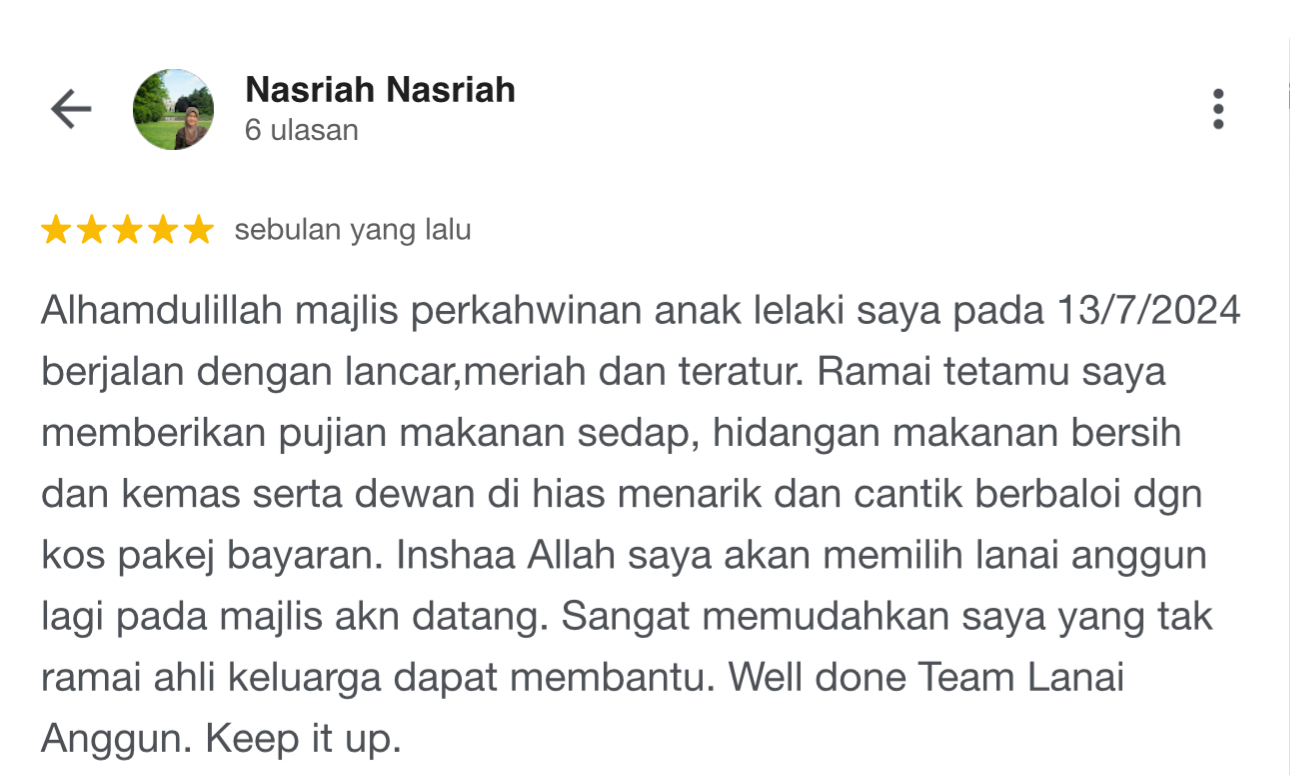 Nasriah Nasriah
6 ulasan
sebulan yang lalu
Alhamdulillah majlis perkahwinan anak lelaki saya pada 13/7/2024
berjalan dengan lancar,meriah dan teratur. Ramai tetamu saya
memberikan pujian makanan sedap, hidangan makanan bersih
dan kemas serta dewan di hias menarik dan cantik berbaloi dgn
kos pakej bayaran. Inshaa Allah saya akan memilih lanai anggun
lagi pada majlis akn datang. Sangat memudahkan saya yang tak
ramai ahli keluarga dapat membantu. Well done Team Lanai
Anggun. Keep it up.